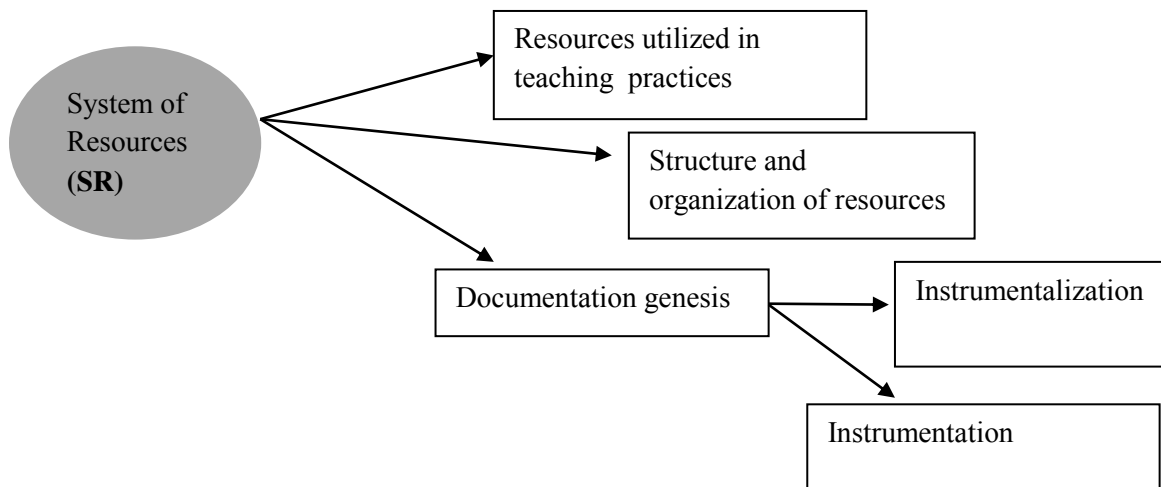 System of
Resources
(SR)
Resources utilized in
teaching practices
Structure and
organization of resources
Documentation genesis
Instrumentalization
Instrumentation